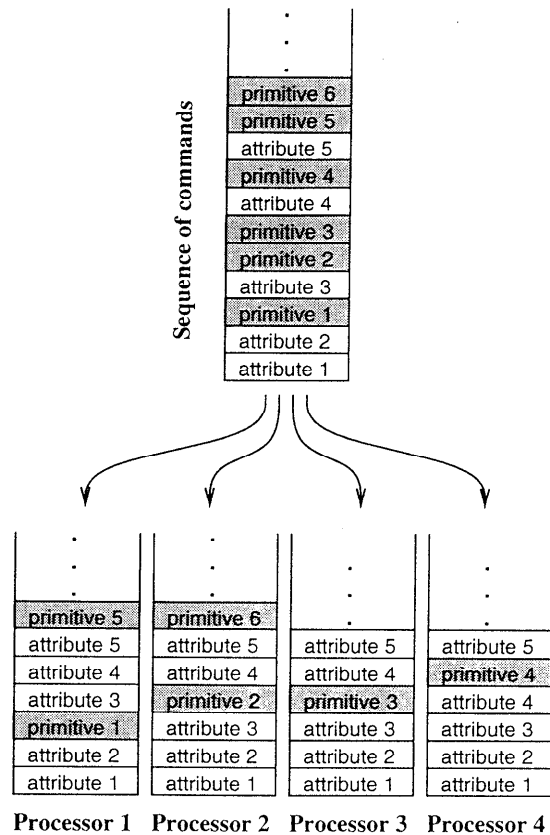 Sequence of commands
primitive 6
primitive 5
attribute 5
primitive 4
attribute 4
primitive 3
primitive 2
attribute 3
primitive 1
attribute 2
attribute 1
primitive 5
attribute 5
attribute 4
attribute 3
primitive 1
attribute 2
attribute 1
Processor 1
primitive 6
attribute 5
attribute 4
primitive 2
attribute 3
attribute 2
attribute 1
Processor 2
attribute 5
attribute 4
primitive 3
attribute 3
attribute 2
attribute 1
Processor 3
attribute 5
primitive 4
attribute 4
attribute 3
attribute 2
attribute 1
Processor 4